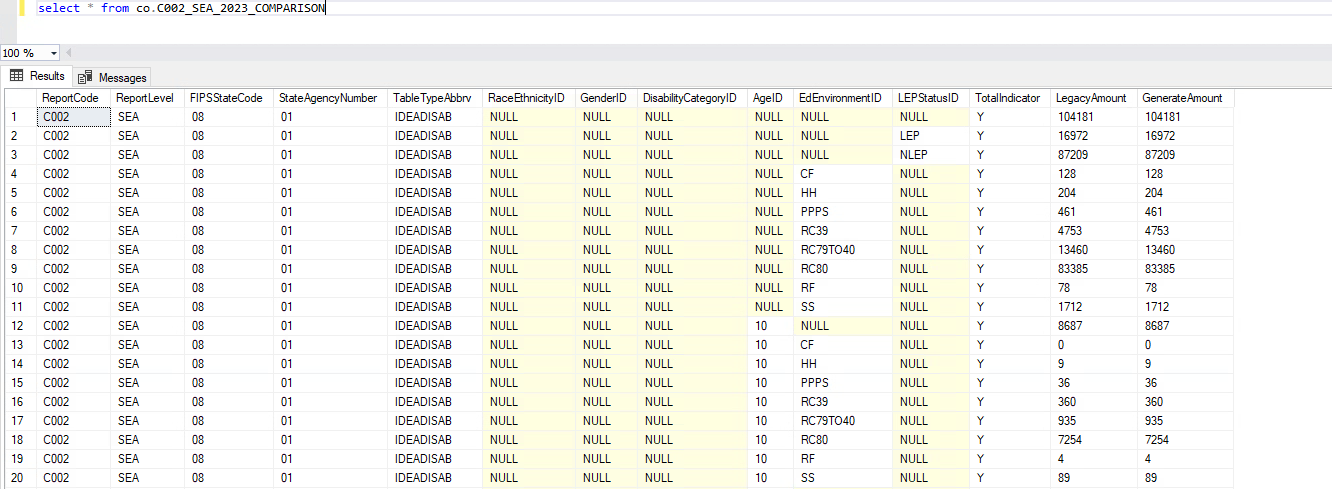 select * from co.C002_SEA_2023_COMPARISON
100 %
Results Messages
ReportCode ReportLevel FIPSStateCode StateAgencyNumber TableTypeAbbrv RaceEthnicityID GenderID DisabilityCategoryID AgeID EdEnvironmentID LEPStatusID TotalIndicator LegacyAmount GenerateAmount
1 C002 SEA 08 01 IDEADISAB NULL NULL NULL NULL NULL NULL Y 104181 104181
2 C002 SEA 08 01 IDEADISAB NULL NULL NULL NULL NULL LEP Y 16972 16972
3 C002 SEA 08 01 IDEADISAB NULL NULL NULL NULL NULL NLEP Y 87209 87209
4 C002 SEA 08 01 IDEADISAB NULL NULL NULL NULL CF NULL Y 128 128
5 C002 SEA 08 01 IDEADISAB NULL NULL NULL NULL HH NULL Y 204 204
6 C002 SEA 08 01 IDEADISAB NULL NULL NULL NULL PPPS NULL Y 461 461
7 C002 SEA 08 01 IDEADISAB NULL NULL NULL NULL RC39 NULL Y 4753 4753
8 C002 SEA 08 01 IDEADISAB NULL NULL NULL NULL RC79TO40 NULL Y 13460 13460
9 C002 SEA 08 01 IDEADISAB NULL NULL NULL NULL RC80 NULL Y 83385 83385
10 C002 SEA 08 01 IDEADISAB NULL NULL NULL NULL RF NULL Y 78 78
11 C002 SEA 08 01 IDEADISAB NULL NULL NULL NULL SS NULL Y 1712 1712
12 C002 SEA 08 01 IDEADISAB NULL NULL NULL 10 NULL NULL Y 8687 8687
13 C002 SEA 08 01 IDEADISAB NULL NULL NULL 10 CF NULL Y 0 0
14 C002 SEA 08 01 IDEADISAB NULL NULL NULL 10 HH NULL Y 9 9
15 C002 SEA 08 01 IDEADISAB NULL NULL NULL 10 PPPS NULL Y 36 36
16 C002 SEA 08 01 IDEADISAB NULL NULL NULL 10 RC39 NULL Y 360 360
17 C002 SEA 08 01 IDEADISAB NULL NULL NULL 10 RC79TO40 NULL Y 935 935
18 C002 SEA 08 01 IDEADISAB NULL NULL NULL 10 RC80 NULL Y 7254 7254
19 C002 SEA 08 01 IDEADISAB NULL NULL NULL 10 RF NULL Y 4 4
20 C002 SEA 08 01 IDEADISAB NULL NULL NULL 10 SS NULL Y 89 89